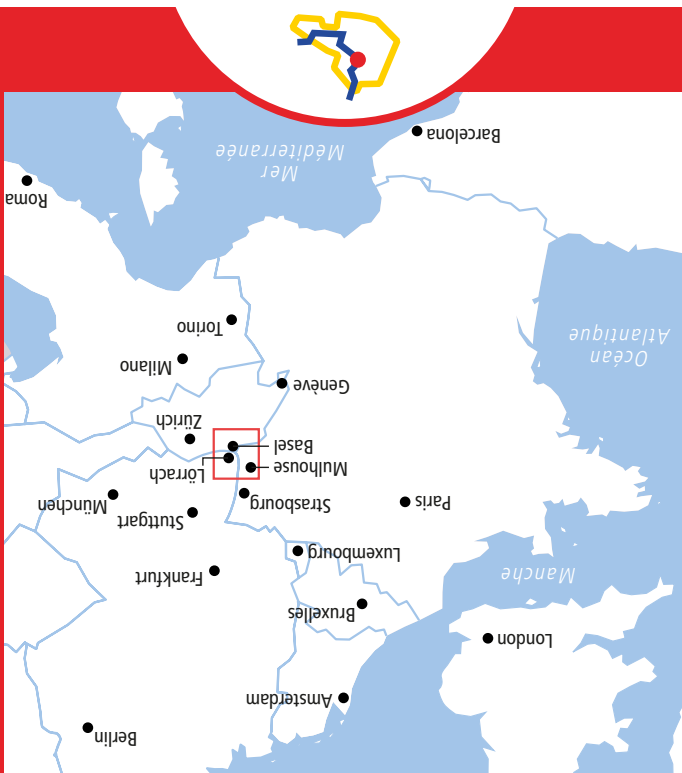 Berlin
Amsterdam
London
Bruxelles
Frankfurt
Manche
Luxembourg
Stuttgart
München
Paris
Strasbourg
Lörrach
Mulhouse
Basel
Zürich
Genève
Milano
Océan
Atlantique
Torino
Roma
Mer
Méditerranée
Barcelona